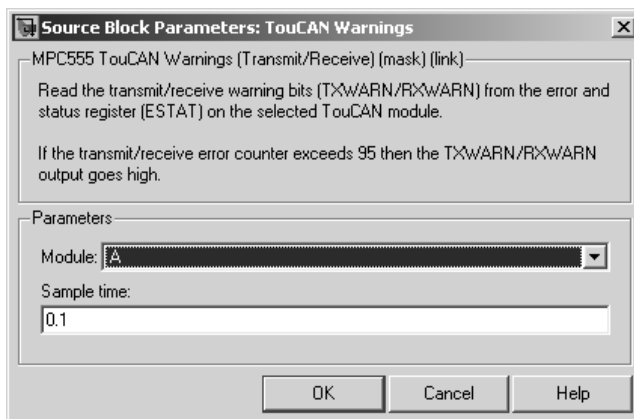 Source Block Parameters: TouCAN Warnings
MPC555 TouCAN Warnings (Transmit/Receive) (mask) (link)
Read the transmit/receive warning bits (TXWARN/RXWARN) from the error and
status register (ESTAT) on the selected TouCAN module.
If the transmit/receive error counter exceeds 95 then the TXWARN/RXWARN
output goes high.
Parameters
Module: A
Sample time:
0.1
OK Cancel Help